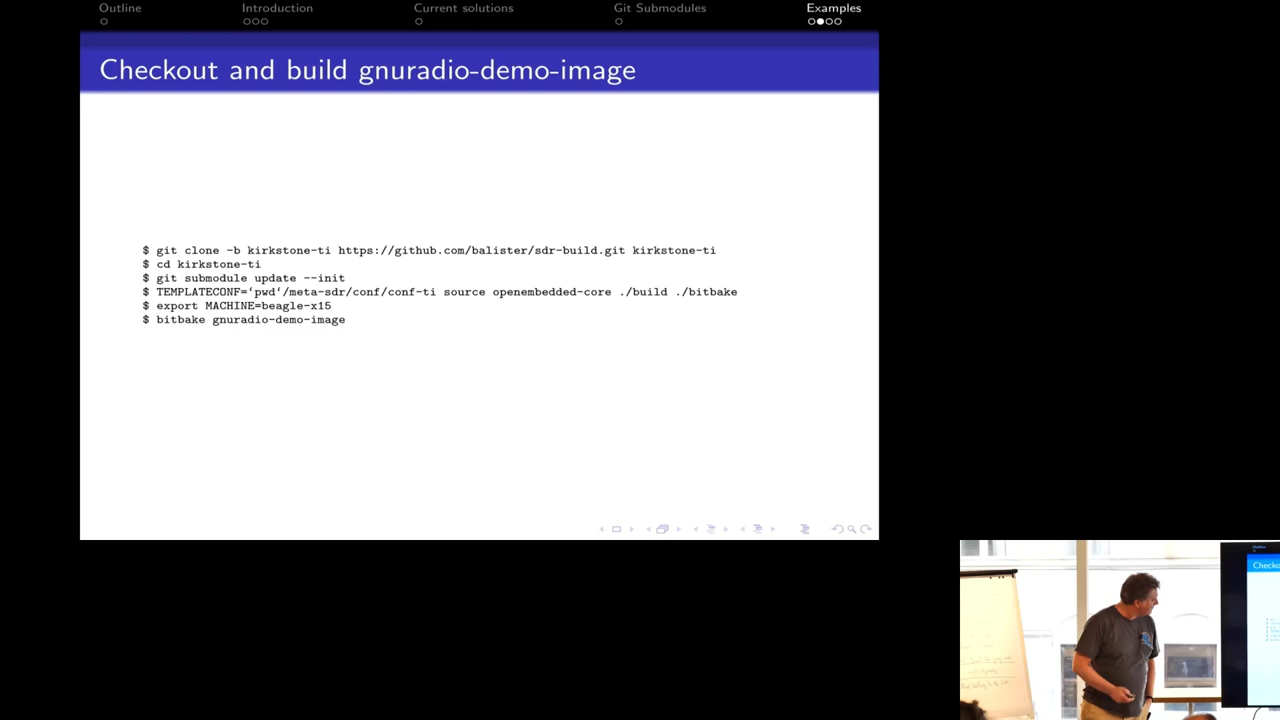 Outline
Introduction
Current solutions
Git Submodules
Examples
Checkout and build gnuradio-demo-image
$ git clone -b kirkstone-ti https://github.com/balister/sdr-build.git kirkstone-ti
$ cd kirkstone-ti
$ git submodule update --init
$ TEMPLATECONF=‘pwd‘/meta-sdr/conf/conf-ti source openembedded-core ./build ./bitbake
$ export MACHINE=beagle-x15
$ bitbake gnuradio-demo-image
Checko